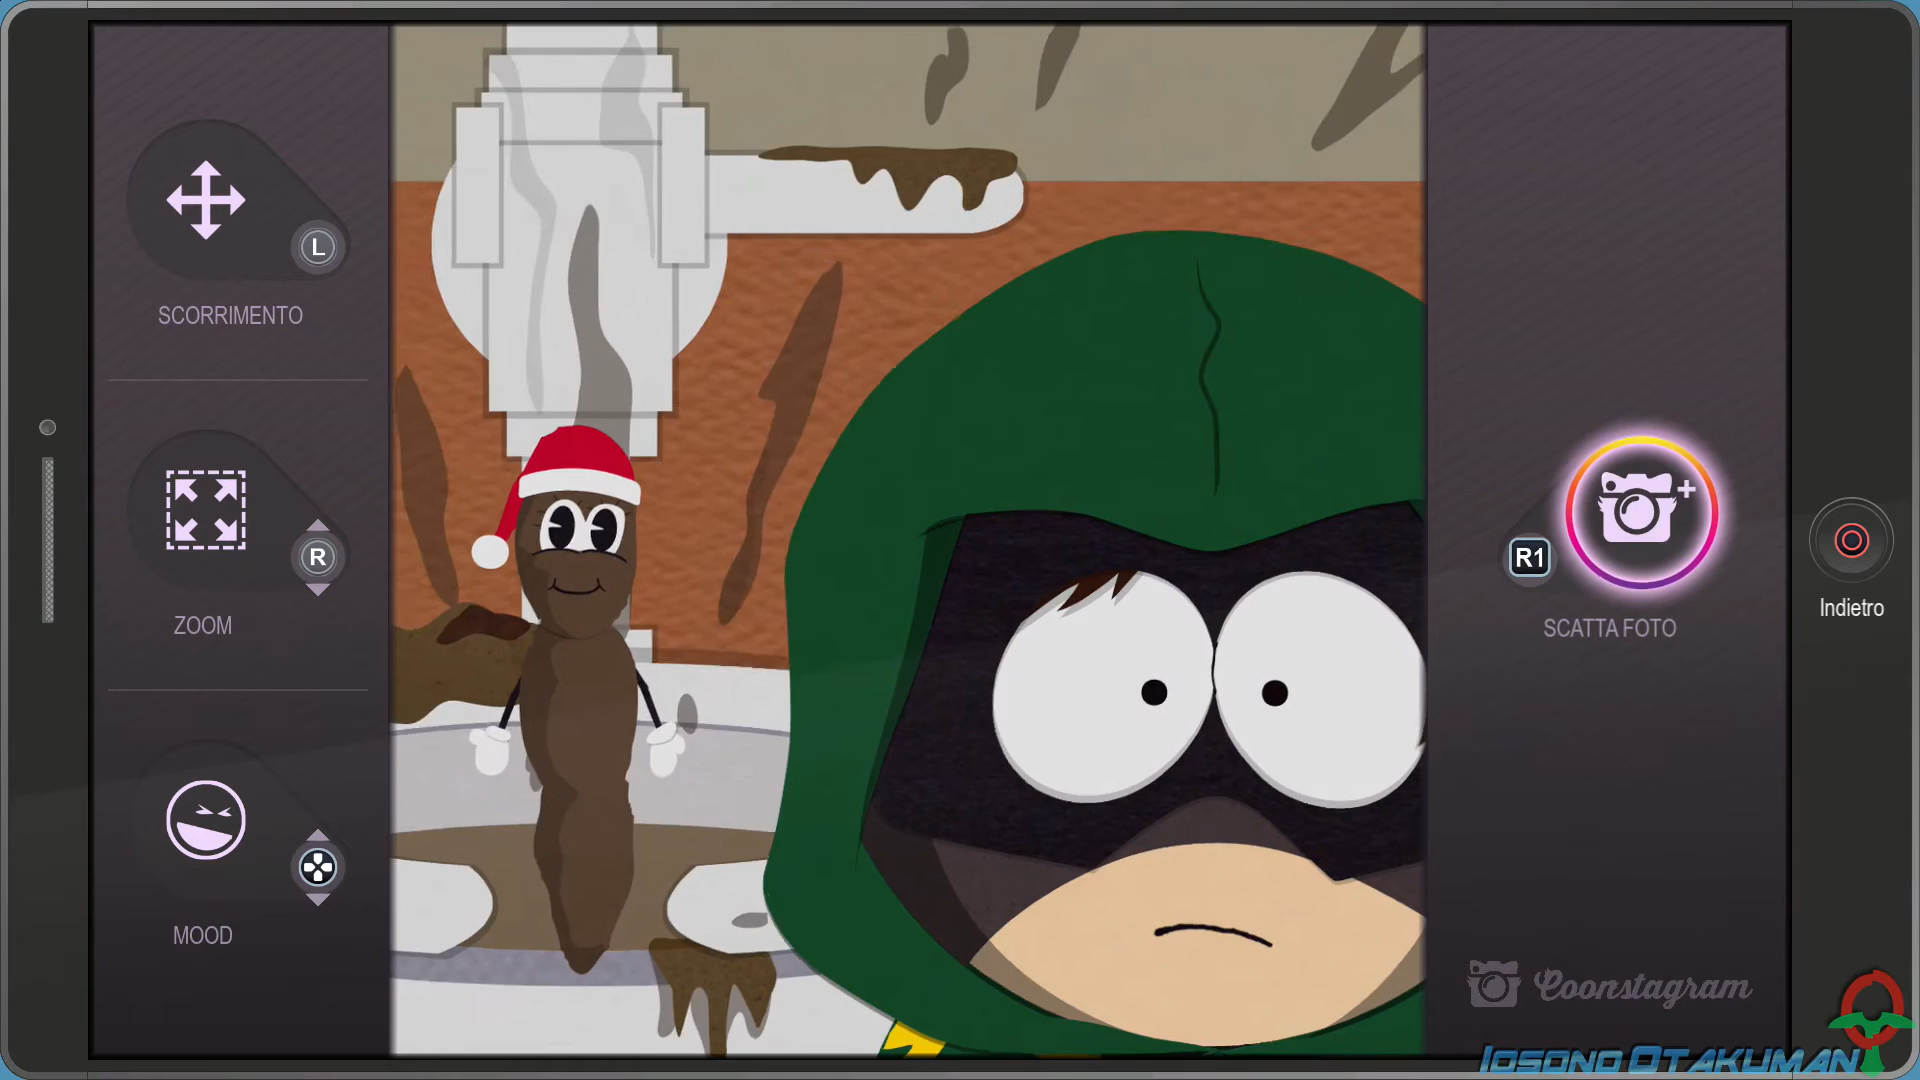 L
SCORRIMENTO
R
ZOOM
MOOD
R1
SCATTA FOTO
Indietro
Coonstagram
IOSONO OTAKUMAN